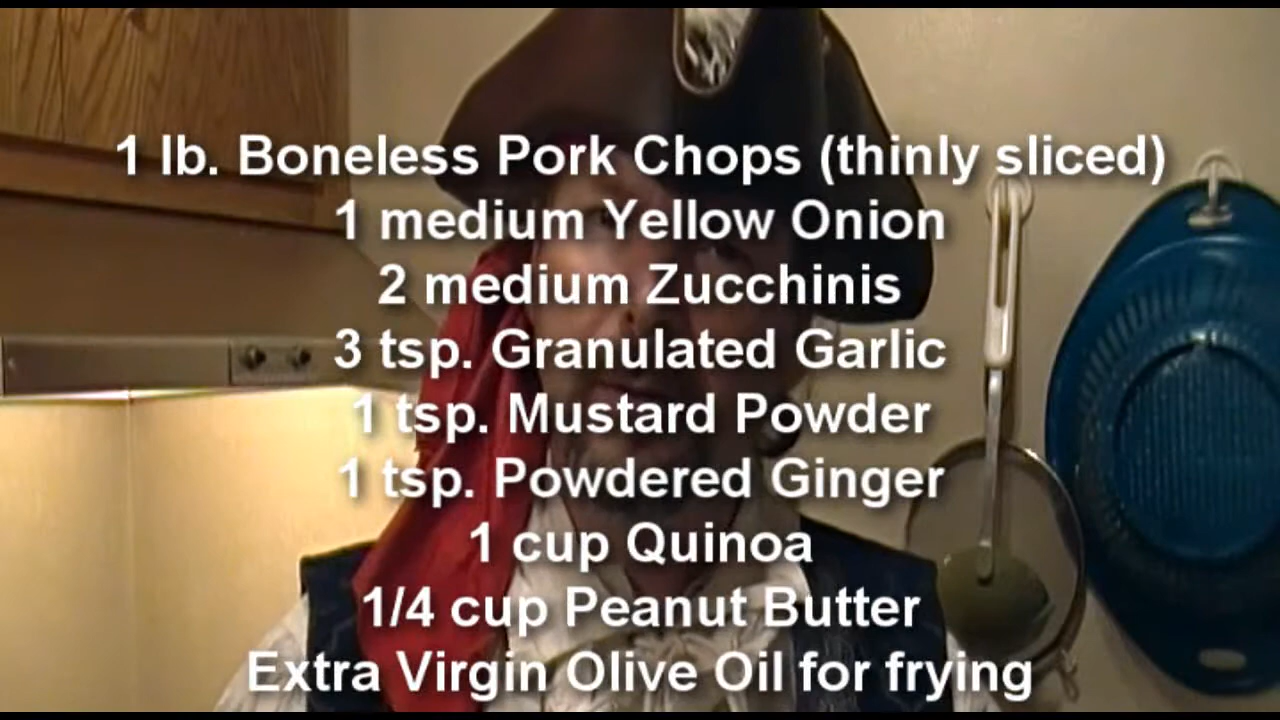 1 lb. Boneless Pork Chops (thinly sliced)
1 medium Yellow Onion
2 medium Zucchinis
3 tsp. Granulated Garlic
1 tsp. Mustard Powder
1 tsp. Powdered Ginger
1 cup Quinoa
1/4 cup Peanut Butter
Extra Virgin Olive Oil for frying